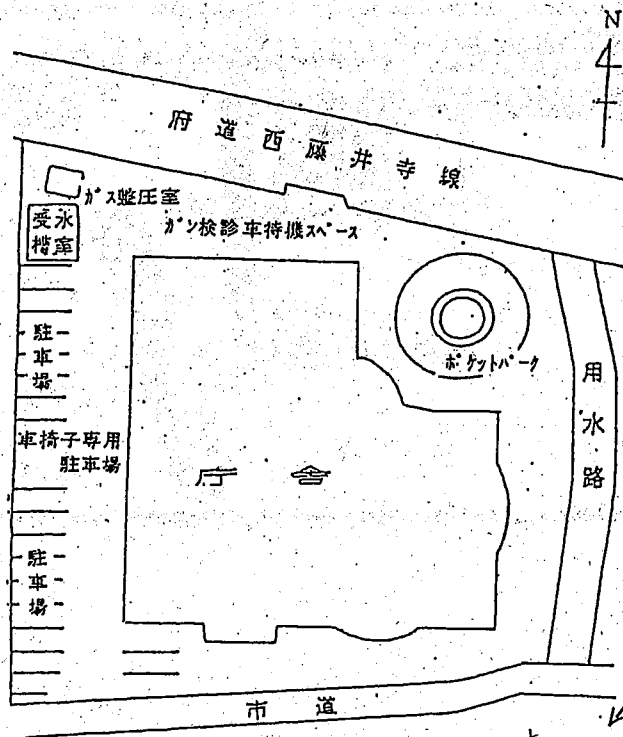 N
府道西藤井寺線
ガス整圧室
受水
槽室
ガン検診車待機スペース
ポケットパーク
駐
車
場
用
水
路
車椅子専用
駐車場
庁舎
駐
車
場
市道